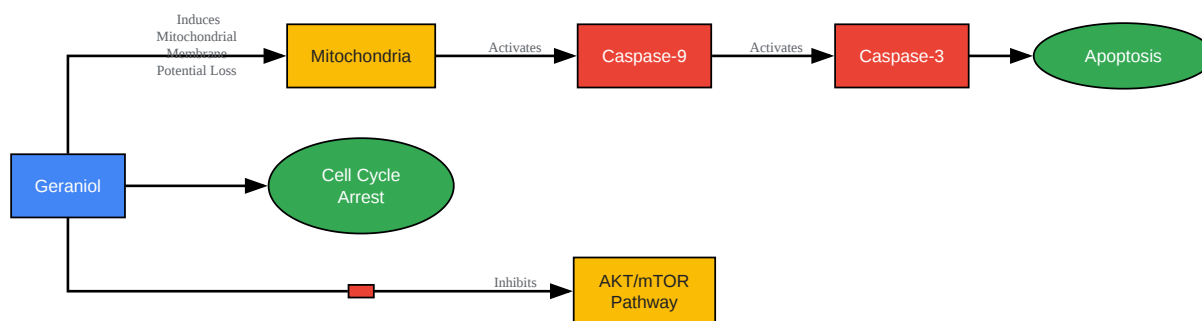 Induces
Mitochondrial
Membrane
Potential Loss
Mitochondria
Activates
Caspase-9
Activates
Caspase-3
Apoptosis
Geraniol
Cell Cycle
Arrest
Inhibits
AKT/mTOR
Pathway